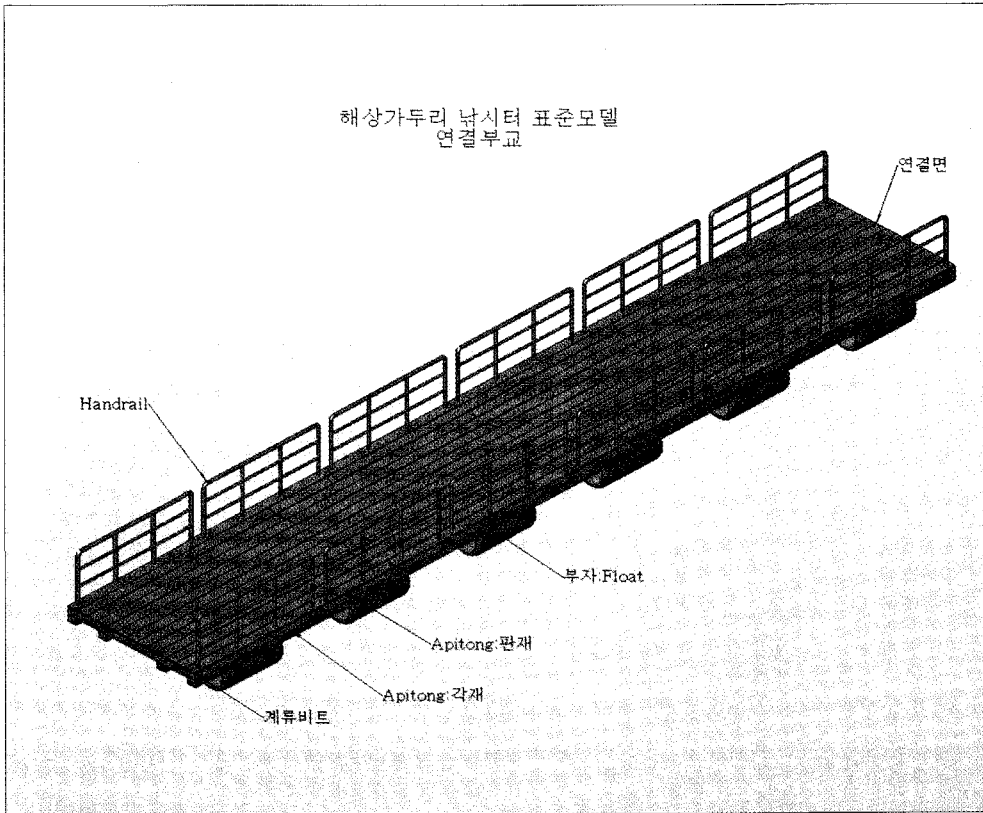 해상가두리 낚시터 표준모델
연결부교
연결면
Handrail
부자:Float
Apitong:판재
Apitong:각재
계류비트